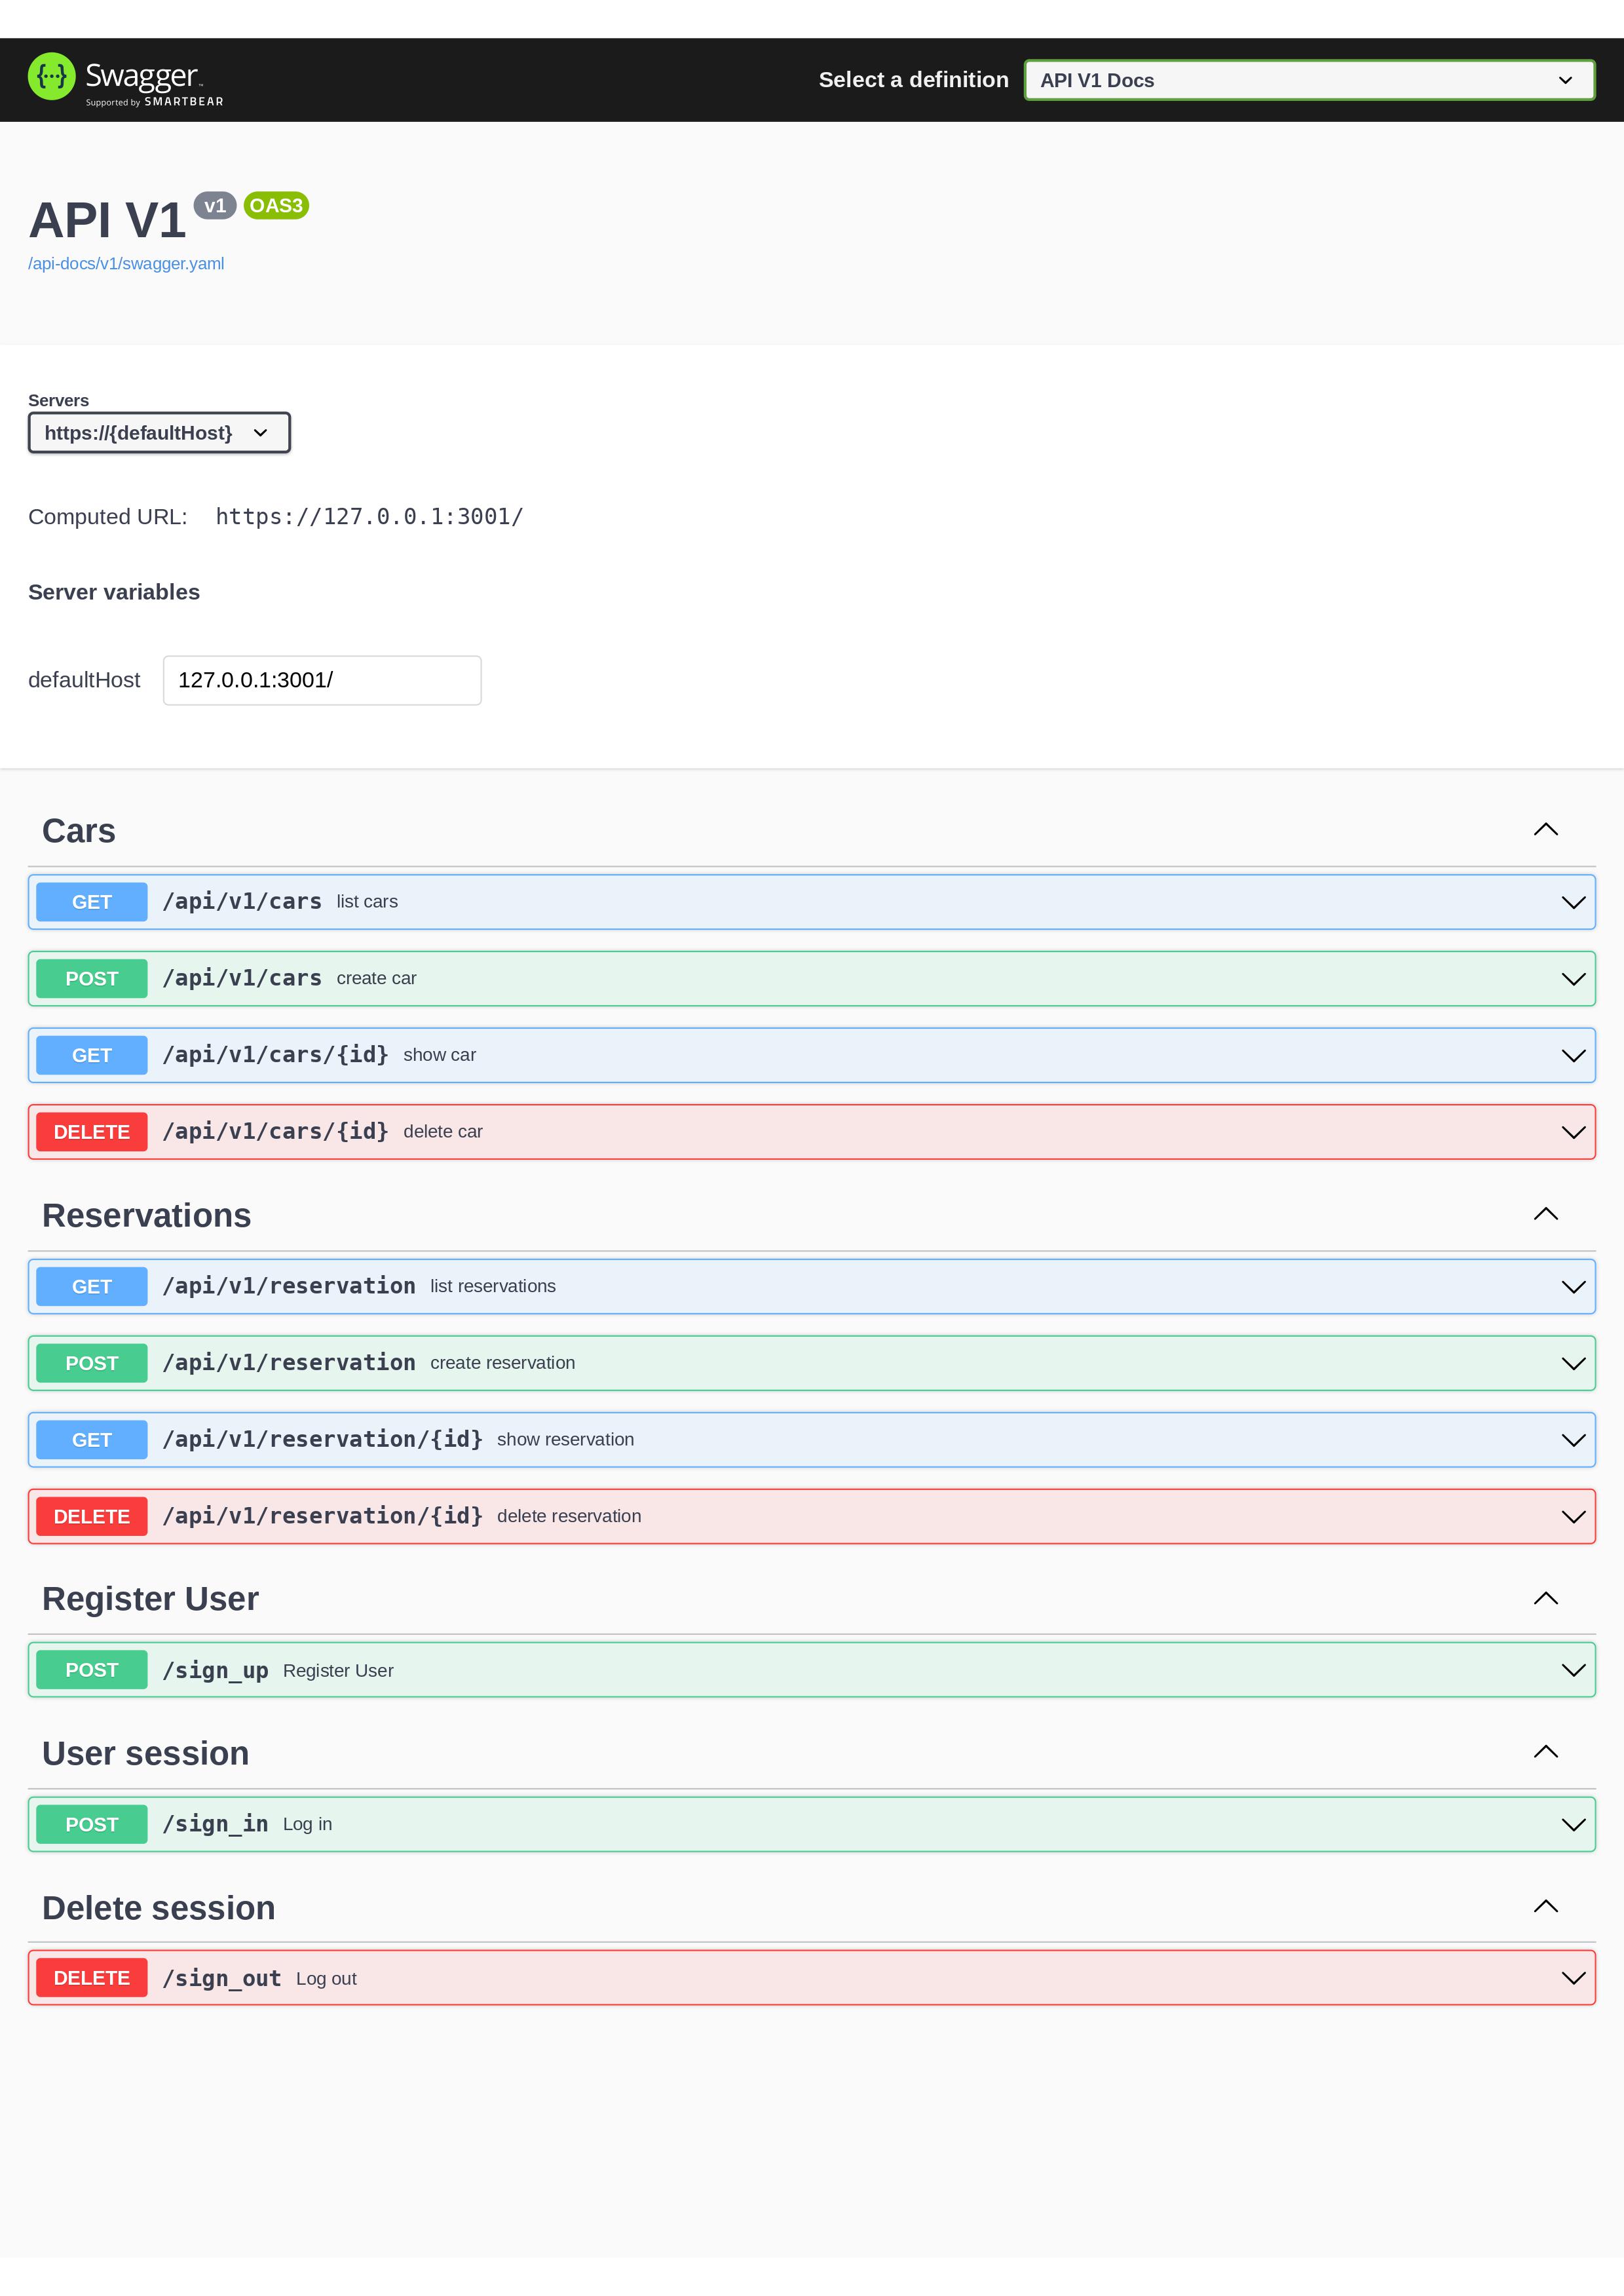 Swagger
Supported by SMARTBEAR
Select a definition API V1 Docs
API V1 v1 OAS3
/api-docs/v1/swagger.yaml
Servers
https://{defaultHost}
Computed URL: https://127.0.0.1:3001/
Server variables
defaultHost 127.0.0.1:3001/
Cars
GET /api/v1/cars list cars
POST /api/v1/cars create car
GET /api/v1/cars/{id} show car
DELETE /api/v1/cars/{id} delete car
Reservations
GET /api/v1/reservation list reservations
POST /api/v1/reservation create reservation
GET /api/v1/reservation/{id} show reservation
DELETE /api/v1/reservation/{id} delete reservation
Register User
POST /sign_up Register User
User session
POST /sign_in Log in
Delete session
DELETE /sign_out Log out